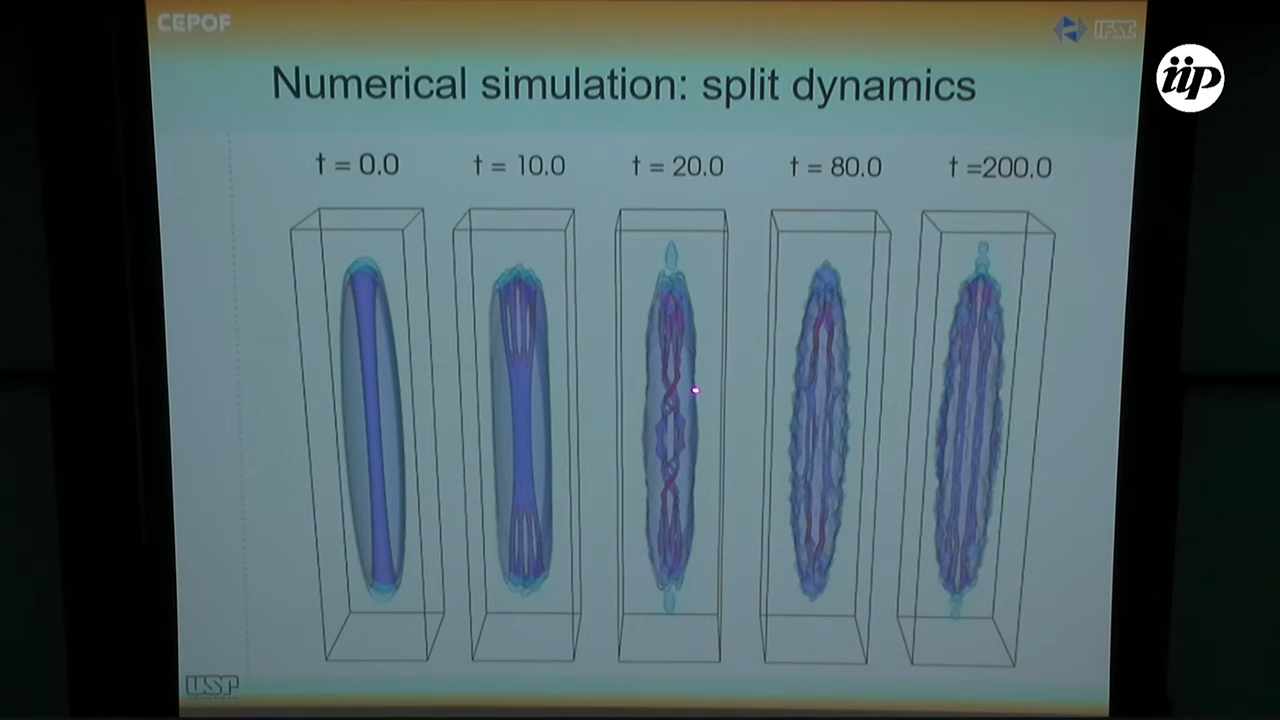 CEPOF
IFSC
iip
Numerical simulation: split dynamics
t = 0.0
t = 10.0
t = 20.0
t = 80.0
t =200.0
USP